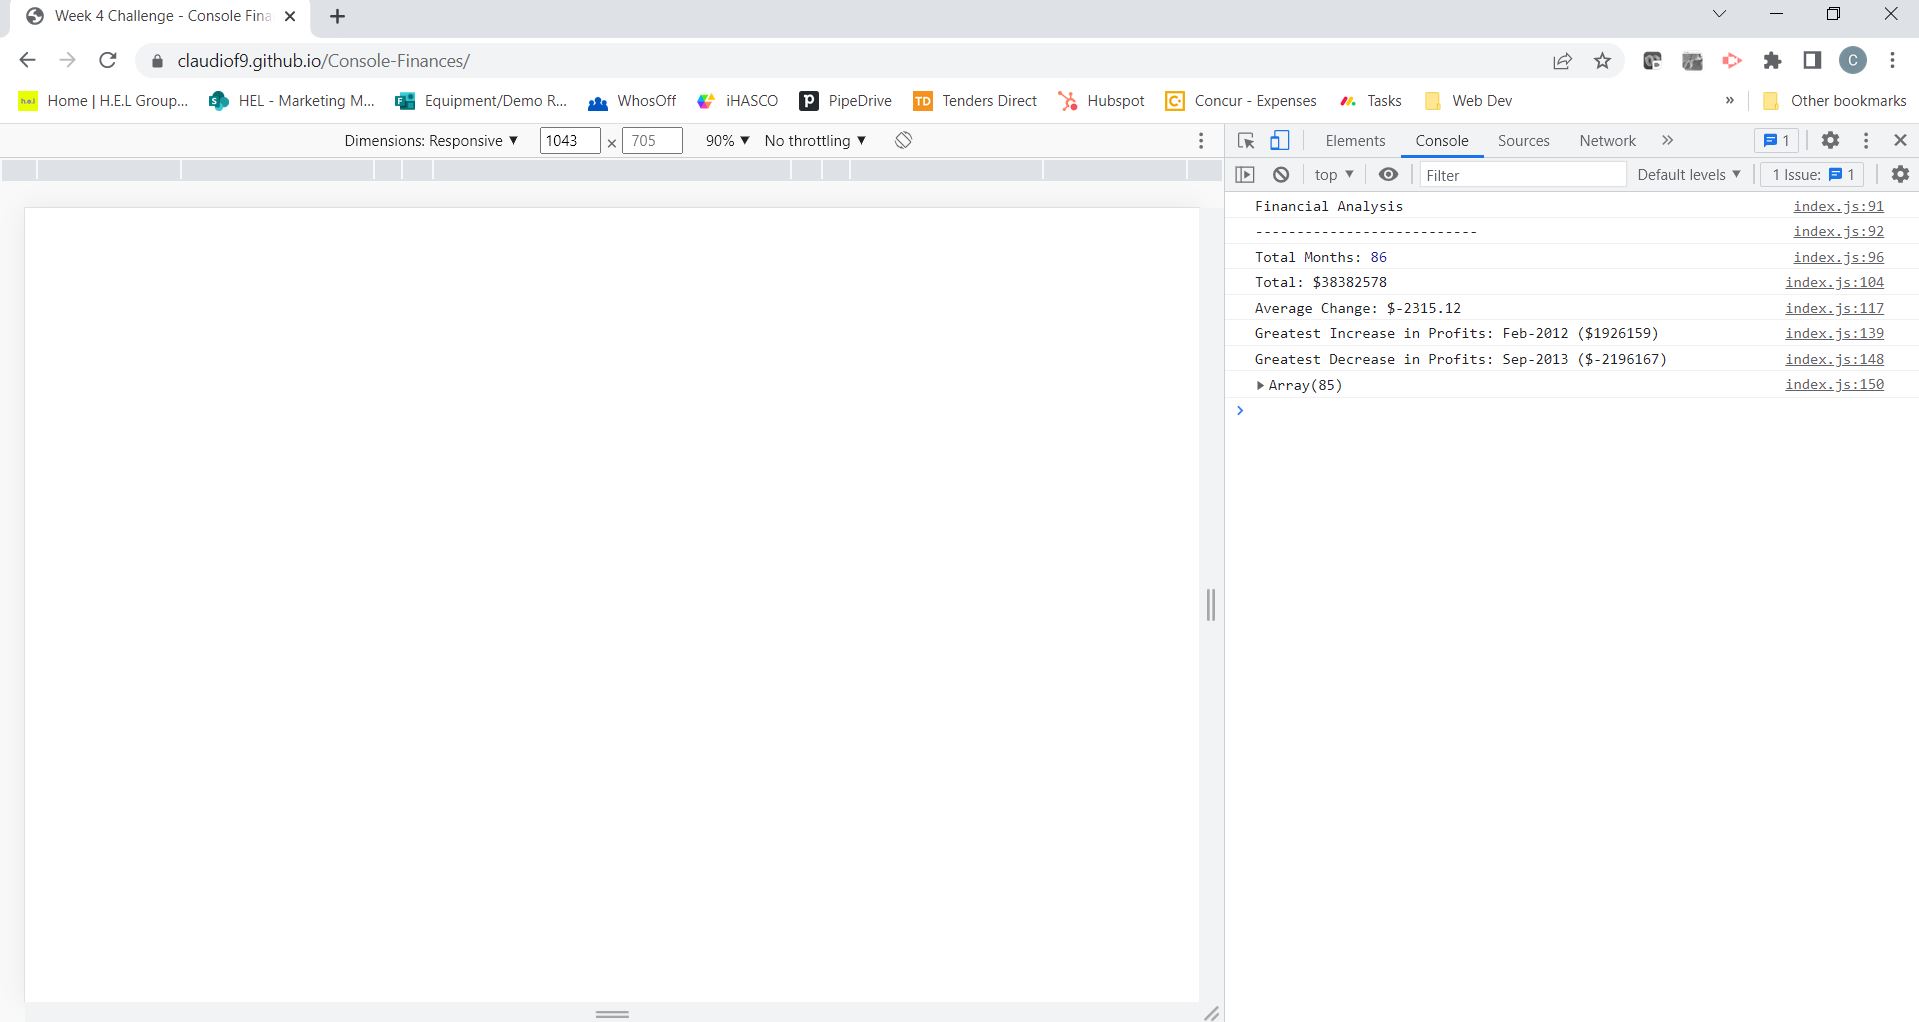 Week 4 Challenge - Console Fina
claudiof9.github.io/Console-Finances/
C
h.e.l Home | H.E.L Group... S HEL - Marketing M... F Equipment/Demo R... WhosOff iHASCO p PipeDrive TD Tenders Direct Hubspot C Concur - Expenses Tasks Web Dev » Other bookmarks
Dimensions: Responsive ▼ 1043 × 705 90% ▼ No throttling ▼
Elements Console Sources Network » 1
top ▼ Filter Default levels ▼ 1 Issue: 1
Financial Analysis index.js:91
--------------------------- index.js:92
Total Months: 86 index.js:96
Total: $38382578 index.js:104
Average Change: $-2315.12 index.js:117
Greatest Increase in Profits: Feb-2012 ($1926159) index.js:139
Greatest Decrease in Profits: Sep-2013 ($-2196167) index.js:148
▶ Array(85) index.js:150